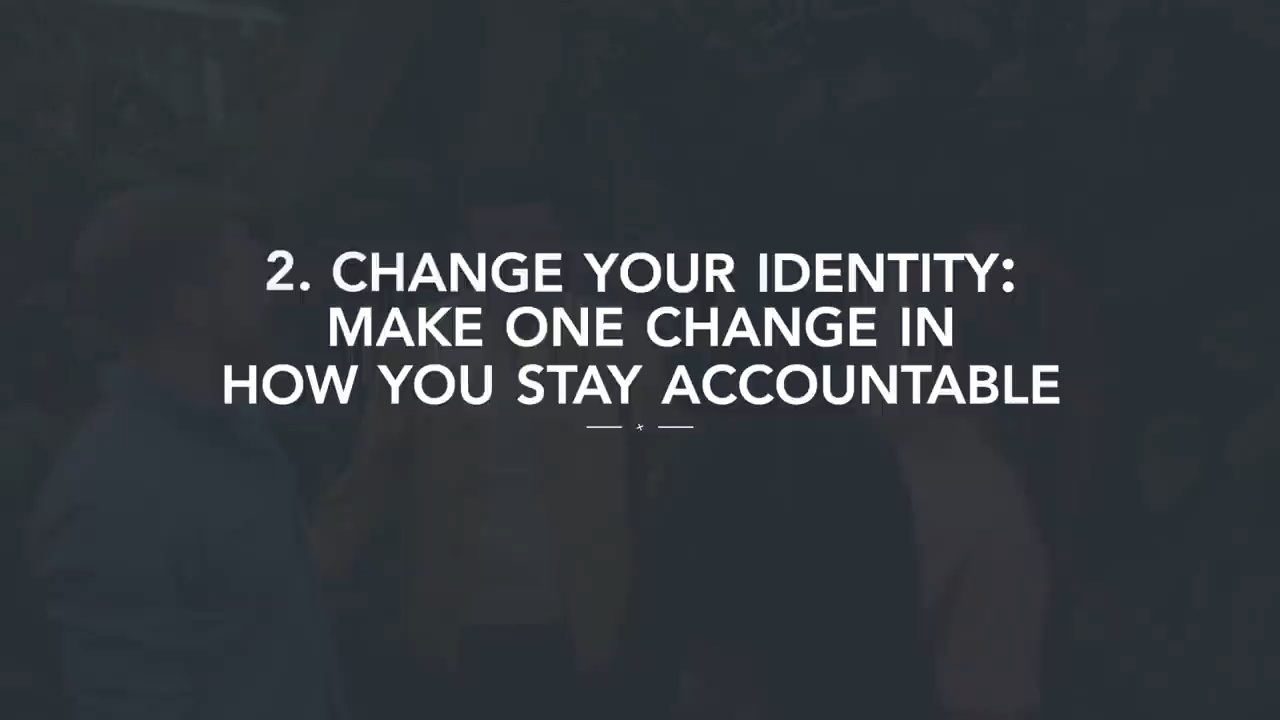 2. CHANGE YOUR IDENTITY:
MAKE ONE CHANGE IN
HOW YOU STAY ACCOUNTABLE